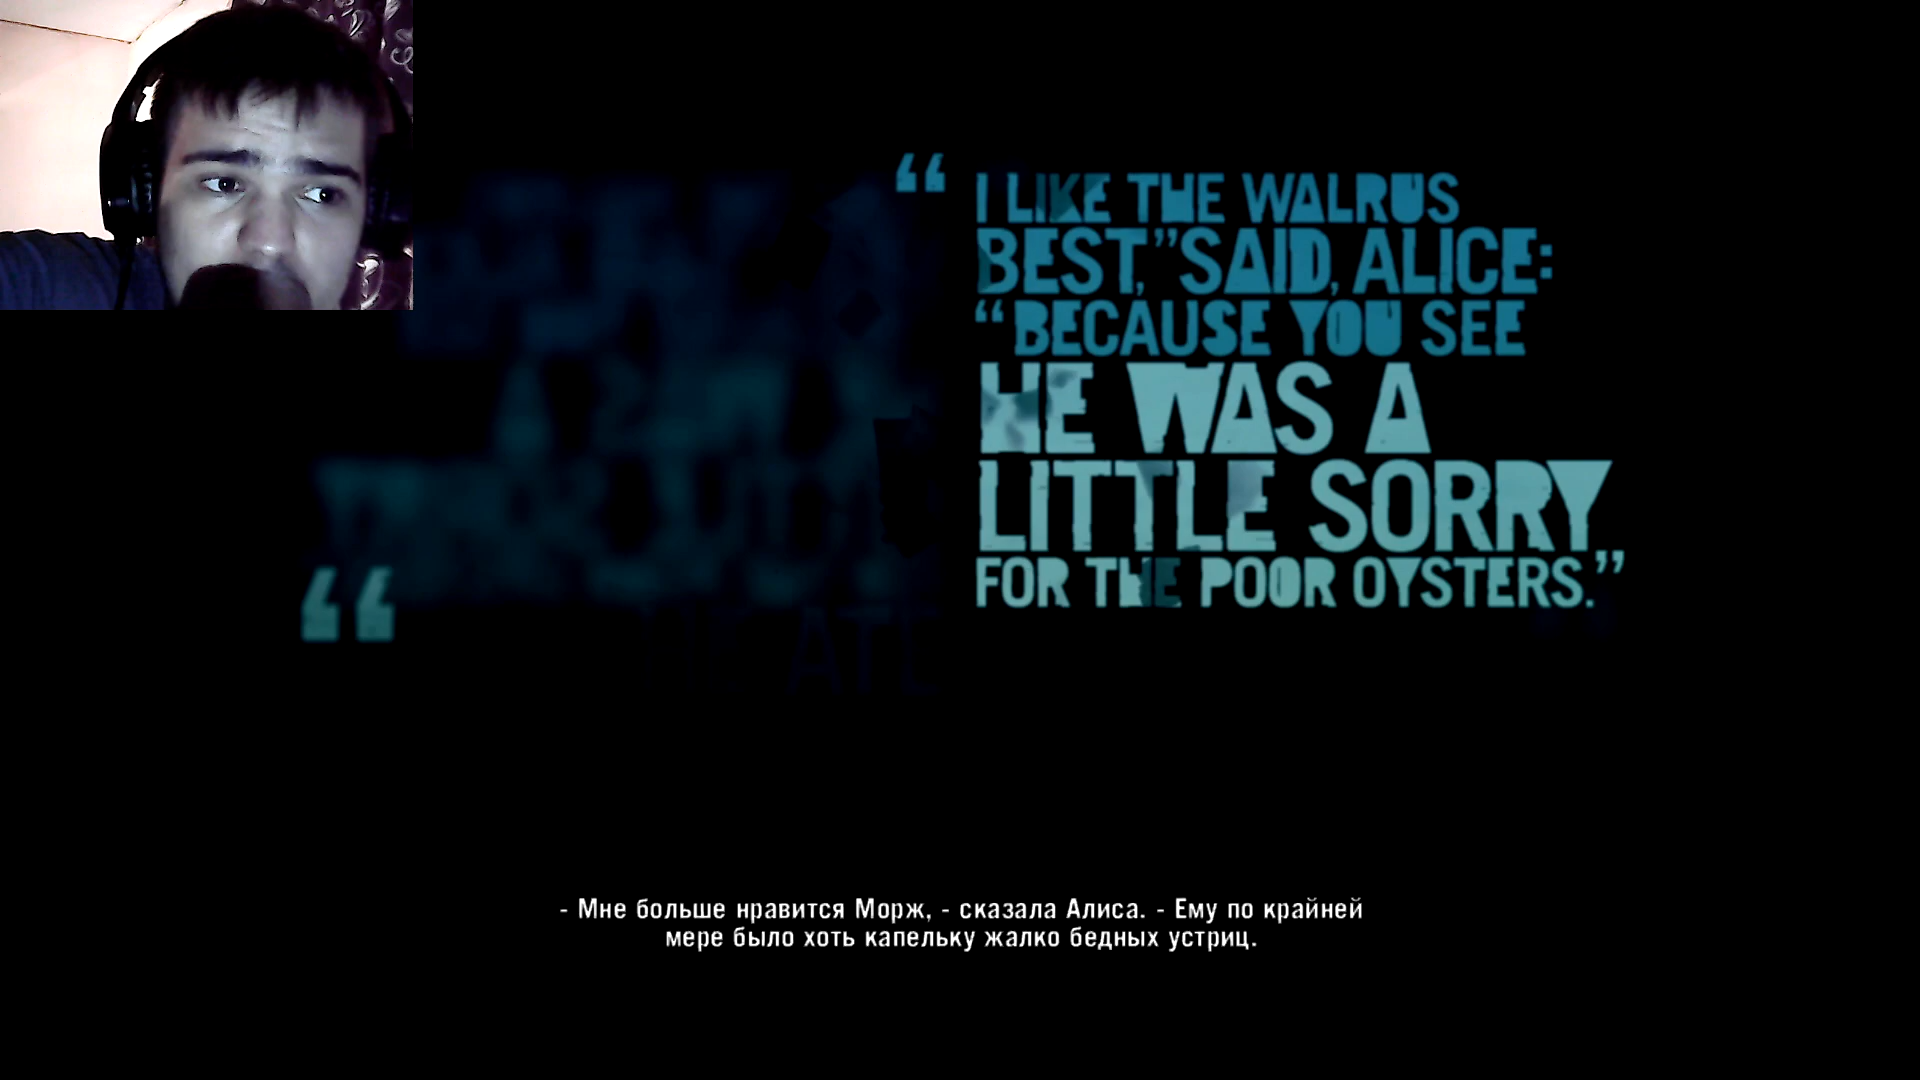 “I LIKE THE WALRUS
BEST,” SAID, ALICE:
“BECAUSE YOU SEE
HE WAS A
LITTLE SORRY
FOR THE POOR OYSTERS.”
- Мне больше нравится Морж, - сказала Алиса. - Ему по крайней
мере было хоть капельку жалко бедных устриц.